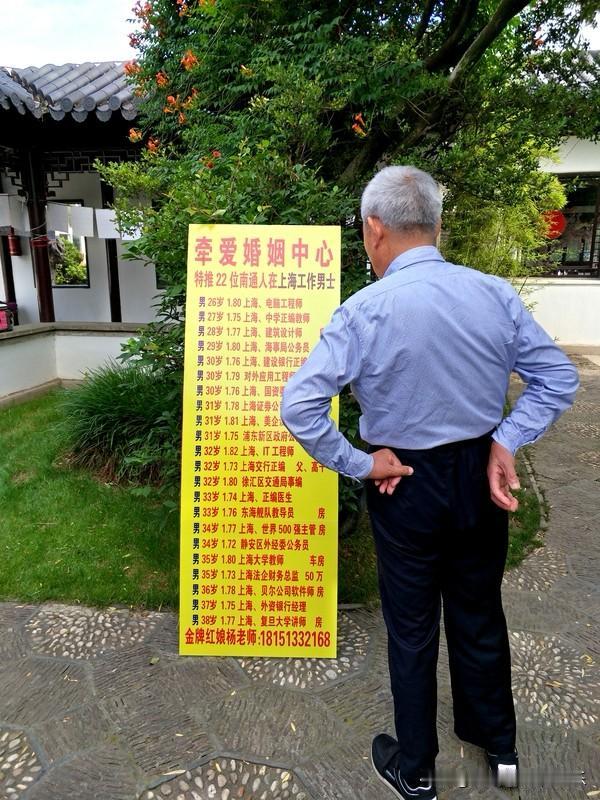 牵爱婚姻中心
特推22位南通人在上海工作男士
男26岁 1.80 上海、电脑工程师
男27岁 1.75 上海、中学正编教师
男28岁 1.77 上海、建筑设计师 房
男29岁 1.80 上海、海事局公务员
男30岁 1.76 上海、建设银行正编
男30岁 1.79 对外应用工程
男30岁 1.76 上海、国资
男31岁 1.78 上海证券公
男31岁 1.81 上海、美企
男31岁 1.75 浦东新区政府
男32岁 1.82 上海、IT工程师
男32岁 1.73 上海交行正编 父、高干
男32岁 1.80 徐汇区交通局事编
男33岁 1.74 上海、正编医生
男33岁 1.76 东海舰队教导员 房
男34岁 1.77 上海、世界500强主管 房
男34岁 1.72 静安区外经委公务员
男35岁 1.80 上海大学教师 车房
男35岁 1.73 上海法企财务总监 50万
男36岁 1.78 上海、贝尔公司软件师 房
男37岁 1.75 上海、外资银行经理
男38岁 1.77 上海、复旦大学讲师 房
金牌红娘杨老师:18151332168